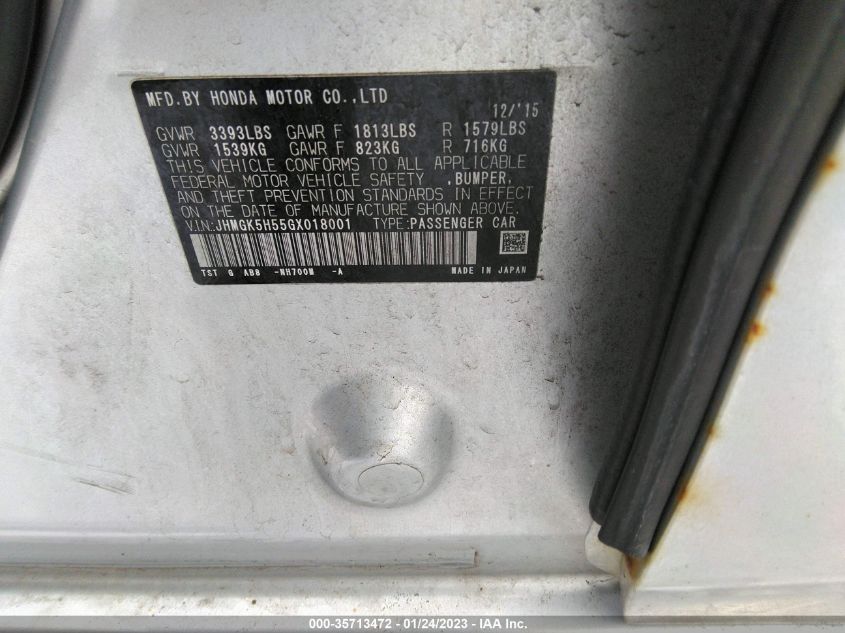 MFD.BY HONDA MOTOR CO.,LTD
12/'15
GVWR 3393LBS GAWR F 1813LBS R 1579LBS
GVWR 1539KG GAWR F 823KG R 716KG
THIS VEHICLE CONFORMS TO ALL APPLICABLE
FEDERAL MOTOR VEHICLE SAFETY ,BUMPER,
AND THEFT PREVENTION STANDARDS IN EFFECT
ON THE DATE OF MANUFACTURE SHOWN ABOVE.
V.I.N:JHMGK5H55GX018001 TYPE:PASSENGER CAR
TST G AB8 -NH700M -A MADE IN JAPAN
000-35713472 - 01/24/2023 - IAA Inc.